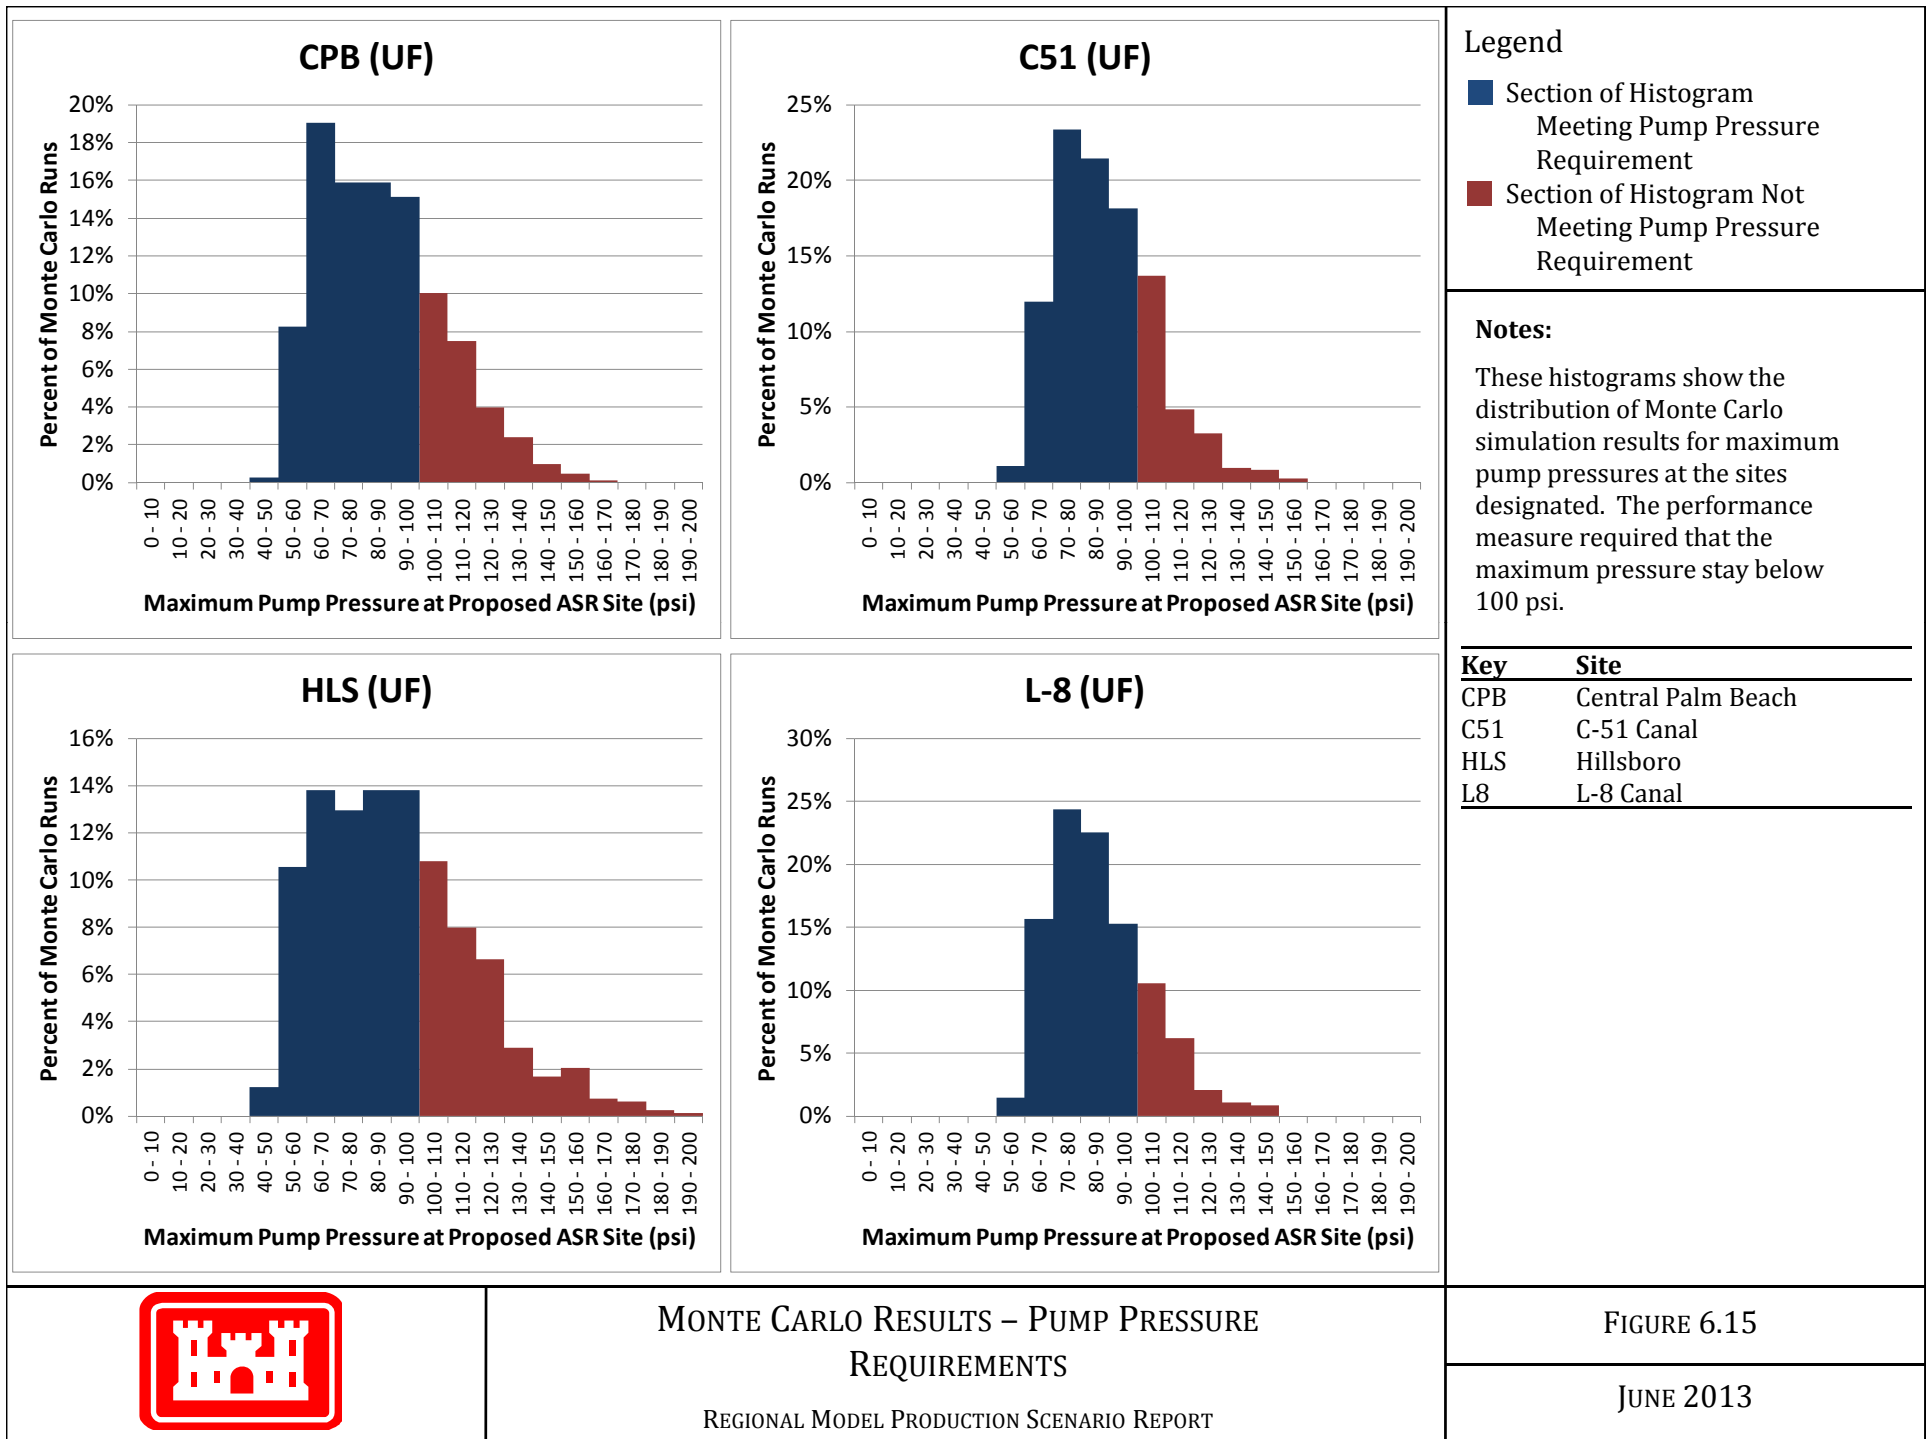 CPB (UF)
Percent of Monte Carlo Runs
20%
18%
16%
14%
12%
10%
8%
6%
4%
2%
0%
0 - 10
10 - 20
20 - 30
30 - 40
40 - 50
50 - 60
60 - 70
70 - 80
80 - 90
90 - 100
100 - 110
110 - 120
120 - 130
130 - 140
140 - 150
150 - 160
160 - 170
170 - 180
180 - 190
190 - 200
Maximum Pump Pressure at Proposed ASR Site (psi)
C51 (UF)
Percent of Monte Carlo Runs
25%
20%
15%
10%
5%
0%
0 - 10
10 - 20
20 - 30
30 - 40
40 - 50
50 - 60
60 - 70
70 - 80
80 - 90
90 - 100
100 - 110
110 - 120
120 - 130
130 - 140
140 - 150
150 - 160
160 - 170
170 - 180
180 - 190
190 - 200
Maximum Pump Pressure at Proposed ASR Site (psi)
HLS (UF)
Percent of Monte Carlo Runs
16%
14%
12%
10%
8%
6%
4%
2%
0%
0 - 10
10 - 20
20 - 30
30 - 40
40 - 50
50 - 60
60 - 70
70 - 80
80 - 90
90 - 100
100 - 110
110 - 120
120 - 130
130 - 140
140 - 150
150 - 160
160 - 170
170 - 180
180 - 190
190 - 200
Maximum Pump Pressure at Proposed ASR Site (psi)
L-8 (UF)
Percent of Monte Carlo Runs
30%
25%
20%
15%
10%
5%
0%
0 - 10
10 - 20
20 - 30
30 - 40
40 - 50
50 - 60
60 - 70
70 - 80
80 - 90
90 - 100
100 - 110
110 - 120
120 - 130
130 - 140
140 - 150
150 - 160
160 - 170
170 - 180
180 - 190
190 - 200
Maximum Pump Pressure at Proposed ASR Site (psi)
Legend
Section of Histogram
Meeting Pump Pressure
Requirement
Section of Histogram Not
Meeting Pump Pressure
Requirement
Notes:
These histograms show the
distribution of Monte Carlo
simulation results for maximum
pump pressures at the sites
designated. The performance
measure required that the
maximum pressure stay below
100 psi.
Key Site
CPB Central Palm Beach
C51 C-51 Canal
HLS Hillsboro
L8 L-8 Canal
MONTE CARLO RESULTS – PUMP PRESSURE
REQUIREMENTS
REGIONAL MODEL PRODUCTION SCENARIO REPORT
FIGURE 6.15
JUNE 2013